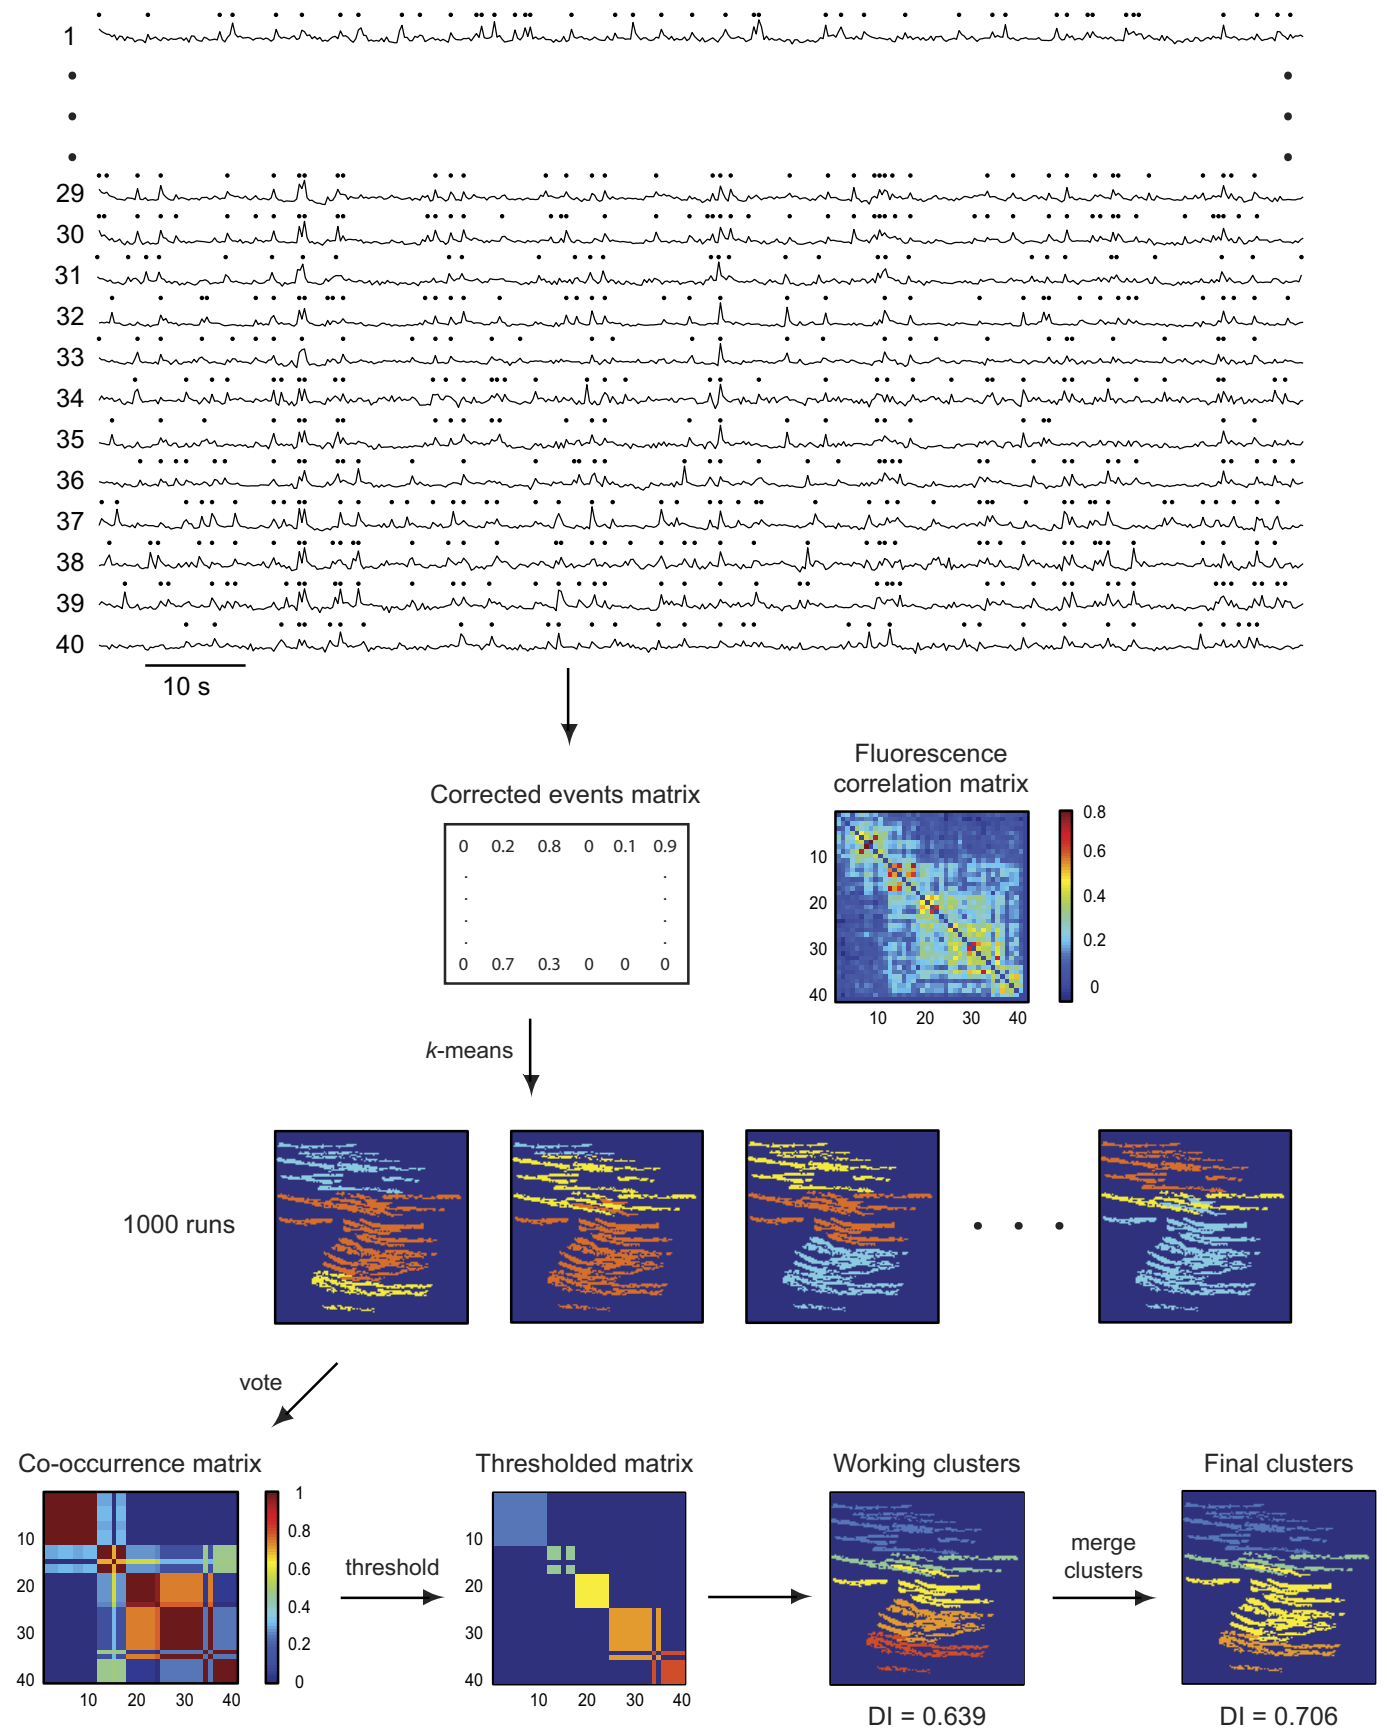 1
29
30
31
32
33
34
35
36
37
38
39
40
10 s
Fluorescence
correlation matrix
Corrected events matrix
0 0.2 0.8 0 0.1 0.9
0 0.7 0.3 0 0 0
10
20
30
40
10 20 30 40
0.8
0.6
0.4
0.2
0
k-means
1000 runs
vote
Co-occurrence matrix
10
20
30
40
10 20 30 40
1
0.8
0.6
0.4
0.2
0
threshold
Thresholded matrix
10
20
30
40
10 20 30 40
Working clusters
DI = 0.639
merge
clusters
Final clusters
DI = 0.706